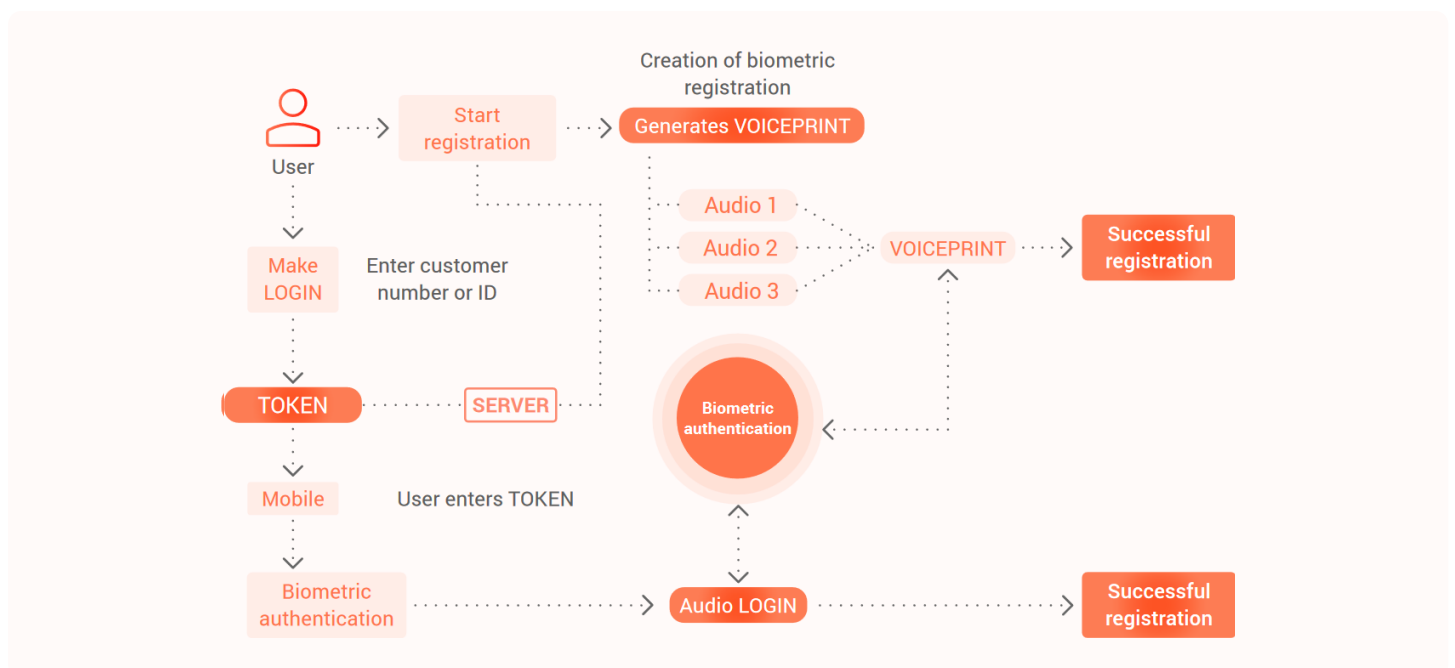 Creation of biometric
registration
Start
registration
Generates VOICEPRINT
User
Audio 1
Audio 2
Audio 3
VOICEPRINT
Successful
registration
Make
LOGIN
Enter customer
number or ID
TOKEN
SERVER
Biometric
authentication
Mobile
User enters TOKEN
Biometric
authentication
Audio LOGIN
Successful
registration